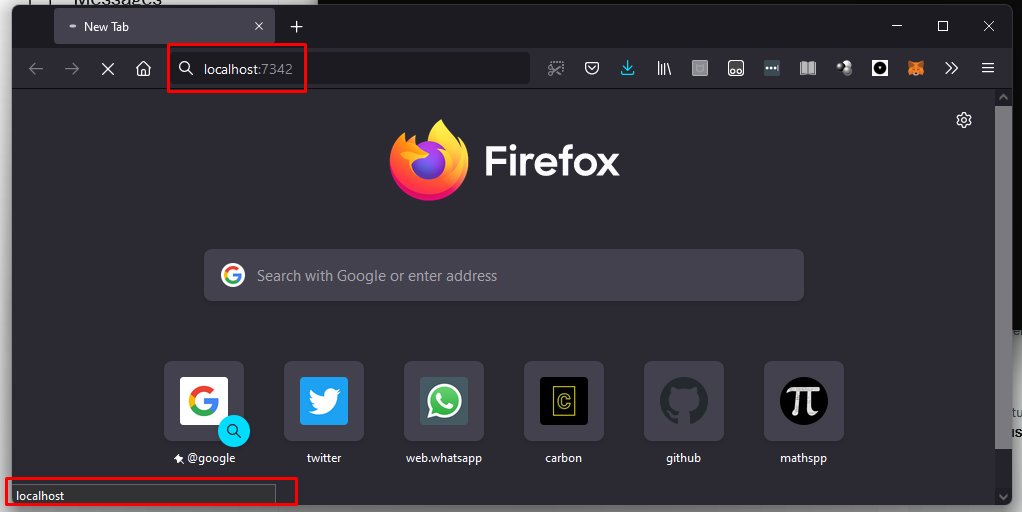 Messages
New Tab
localhost:7342
Firefox
Search with Google or enter address
@google
twitter
web.whatsapp
carbon
github
mathspp
localhost